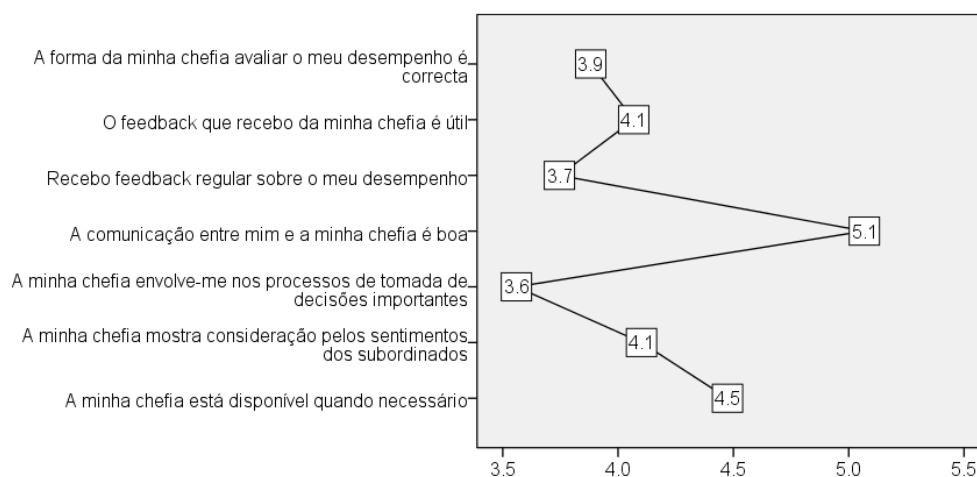 A forma da minha chefia avaliar o meu desempenho é
correcta
3.9
O feedback que recebo da minha chefia é útil
4.1
Recebo feedback regular sobre o meu desempenho
3.7
A comunicação entre mim e a minha chefia é boa
5.1
A minha chefia envolve-me nos processos de tomada de
decisões importantes
3.6
A minha chefia mostra consideração pelos sentimentos
dos subordinados
4.1
A minha chefia está disponível quando necessário
4.5
3.5 4.0 4.5 5.0 5.5